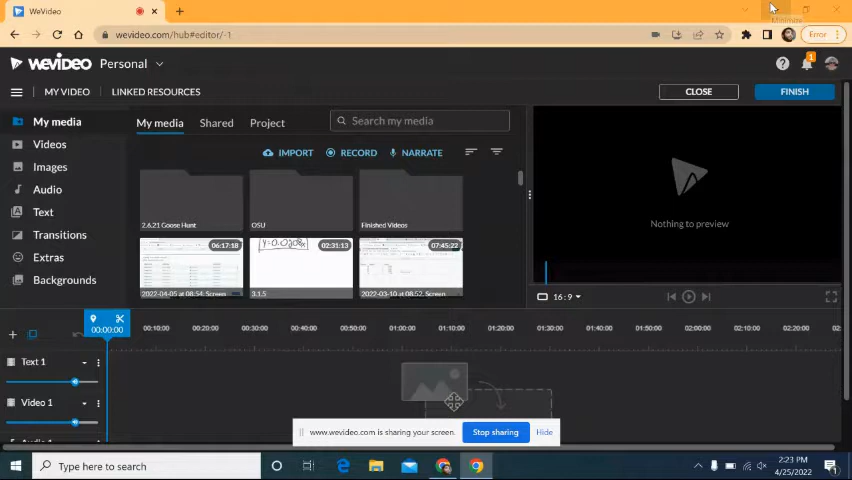 WeVideo
Minimize
wevideo.com/hub#editor/-1
Error
wevideo
Personal
MY VIDEO
LINKED RESOURCES
CLOSE
FINISH
My media
Videos
Images
Audio
Text
Transitions
Extras
Backgrounds
My media
Shared
Project
Search my media
IMPORT
RECORD
NARRATE
2.6.21 Goose Hunt
OSU
Finished Videos
06:17:18
02:31:13
07:45:22
2022-04-05 at 08.54. Screen
3.1.5
2022-03-10 at 08.52. Screen
Nothing to preview
16:9
00:00:00
00:10:00
00:20:00
00:30:00
00:40:00
00:50:00
01:00:00
01:10:00
01:20:00
01:30:00
01:40:00
01:50:00
02:00:00
02:10:00
02:20:00
Text 1
Video 1
Audio 1
www.wevideo.com is sharing your screen.
Stop sharing
Hide
Type here to search
2:23 PM
4/25/2022
1
1